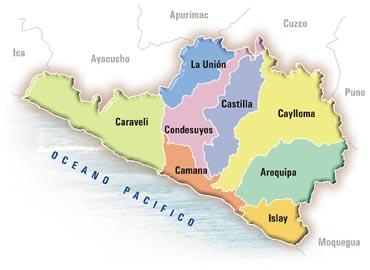 Apurimac
Cuzco
Ica
Ayacucho
La Unión
Puno
Castilla
Caylloma
Caraveli
Condesuyos
Camana
Arequipa
OCEANO PACIFICO
Islay
Moquegua